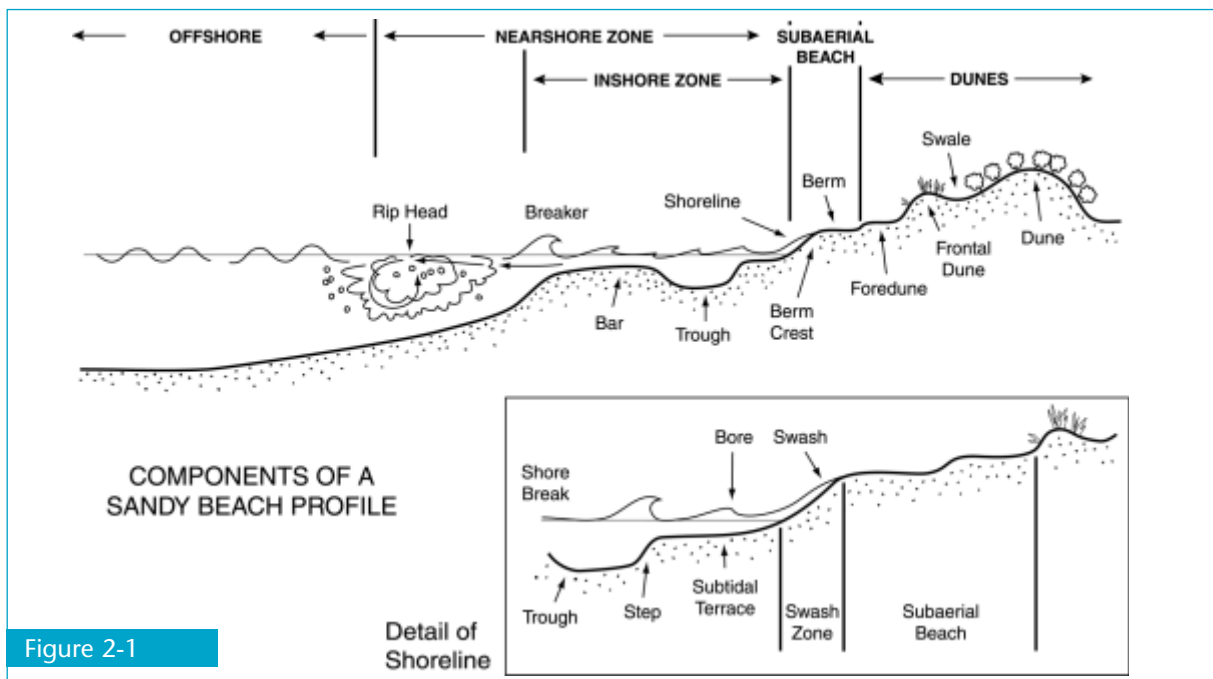 OFFSHORE
NEARSHORE ZONE
SUBAERIAL
BEACH
INSHORE ZONE
DUNES
Swale
Berm
Shoreline
Rip Head
Breaker
Dune
Frontal
Dune
Foredune
Bar
Trough
Berm
Crest
COMPONENTS OF A
SANDY BEACH PROFILE
Bore
Swash
Shore
Break
Trough
Step
Subtidal
Terrace
Swash
Zone
Subaerial
Beach
Detail of
Shoreline
Figure 2-1